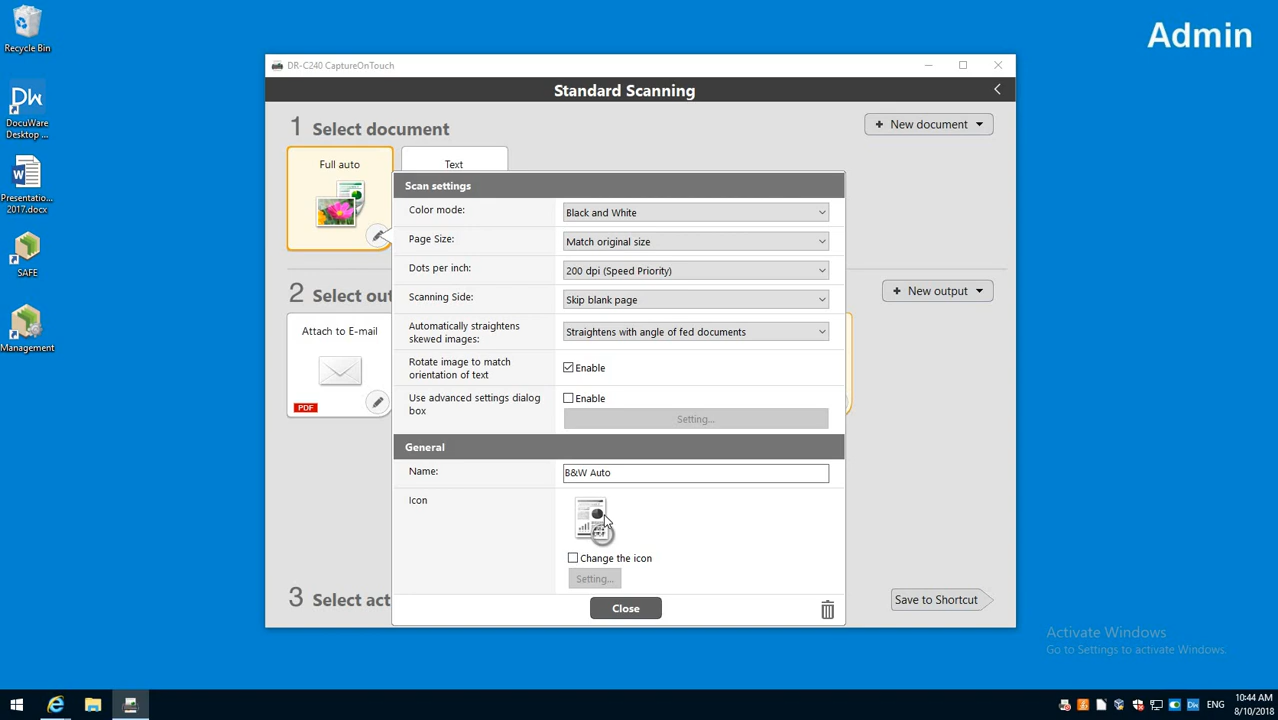 Recycle Bin
DocuWare
Desktop ...
Presentatio...
2017.docx
SAFE
Management
Admin
DR-C240 CaptureOnTouch
Standard Scanning
1 Select document
+ New document
Full auto
Text
Scan settings
Color mode:
Black and White
Page Size:
Match original size
Dots per inch:
200 dpi (Speed Priority)
Scanning Side:
Skip blank page
Automatically straightens
skewed images:
Straightens with angle of fed documents
Rotate image to match
orientation of text
Enable
Use advanced settings dialog
box
Enable
Setting...
General
Name:
B&W Auto
Icon
Change the icon
Setting...
Close
2 Select out
+ New output
Attach to E-mail
PDF
3 Select act
Save to Shortcut
Activate Windows
Go to Settings to activate Windows.
ENG
10:44 AM
8/10/2018